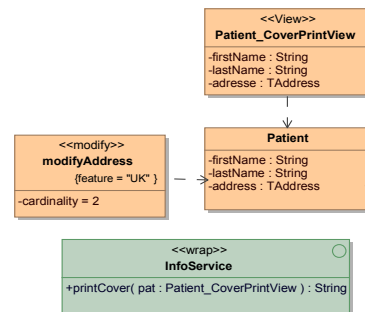 <<View>>
Patient_CoverPrintView
-firstName : String
-lastName : String
-adresse : TAddress
<<modify>>
modifyAddress
{feature = "UK" }
-cardinality = 2
Patient
-firstName : String
-lastName : String
-address : TAddress
<<wrap>>
InfoService
+printCover( pat : Patient_CoverPrintView ) : String